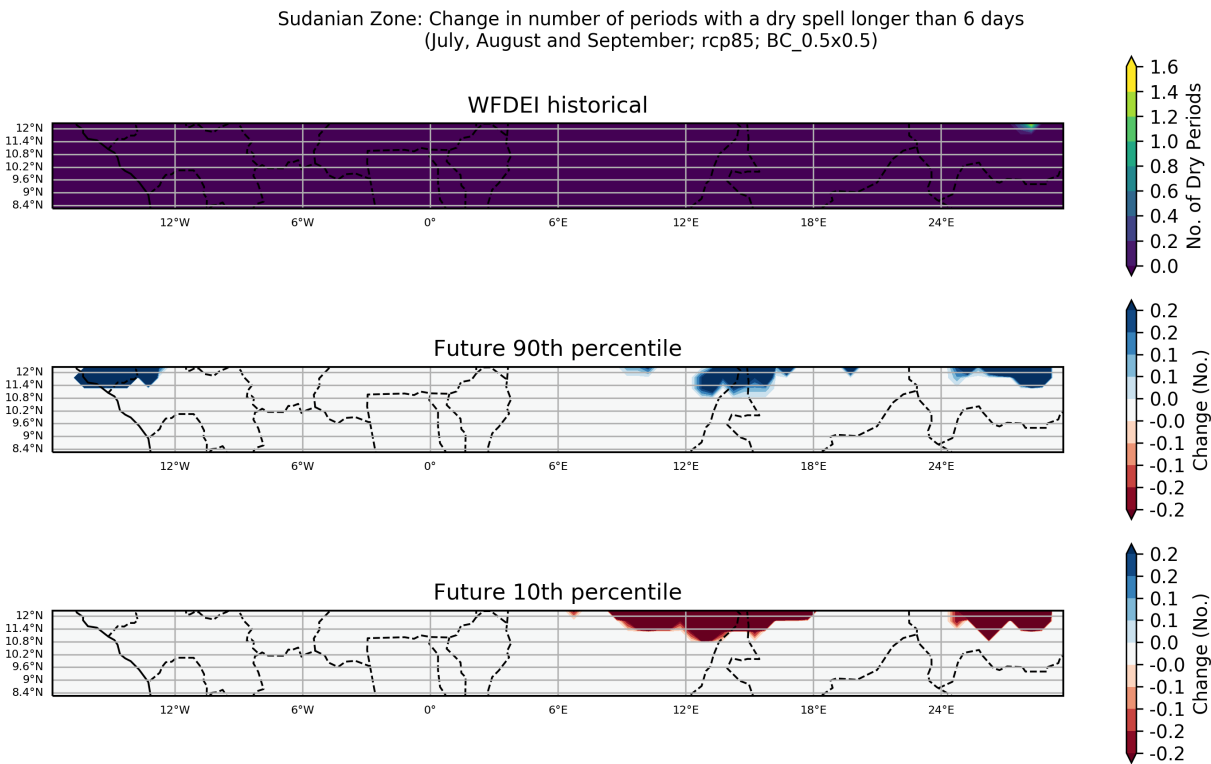 Sudanian Zone: Change in number of periods with a dry spell longer than 6 days
(July, August and September; rcp85; BC_0.5x0.5)
WFDEI historical
12°N
11.4°N
10.8°N
10.2°N
9.6°N
9°N
8.4°N
12°W 6°W 0° 6°E 12°E 18°E 24°E
1.6
1.4
1.2
1.0
0.8
0.6
0.4
0.2
0.0
No. of Dry Periods
Future 90th percentile
12°N
11.4°N
10.8°N
10.2°N
9.6°N
9°N
8.4°N
12°W 6°W 0° 6°E 12°E 18°E 24°E
0.2
0.2
0.1
0.1
0.0
-0.0
-0.1
-0.1
-0.2
-0.2
Change (No.)
Future 10th percentile
12°N
11.4°N
10.8°N
10.2°N
9.6°N
9°N
8.4°N
12°W 6°W 0° 6°E 12°E 18°E 24°E
0.2
0.2
0.1
0.1
0.0
-0.0
-0.1
-0.1
-0.2
-0.2
Change (No.)